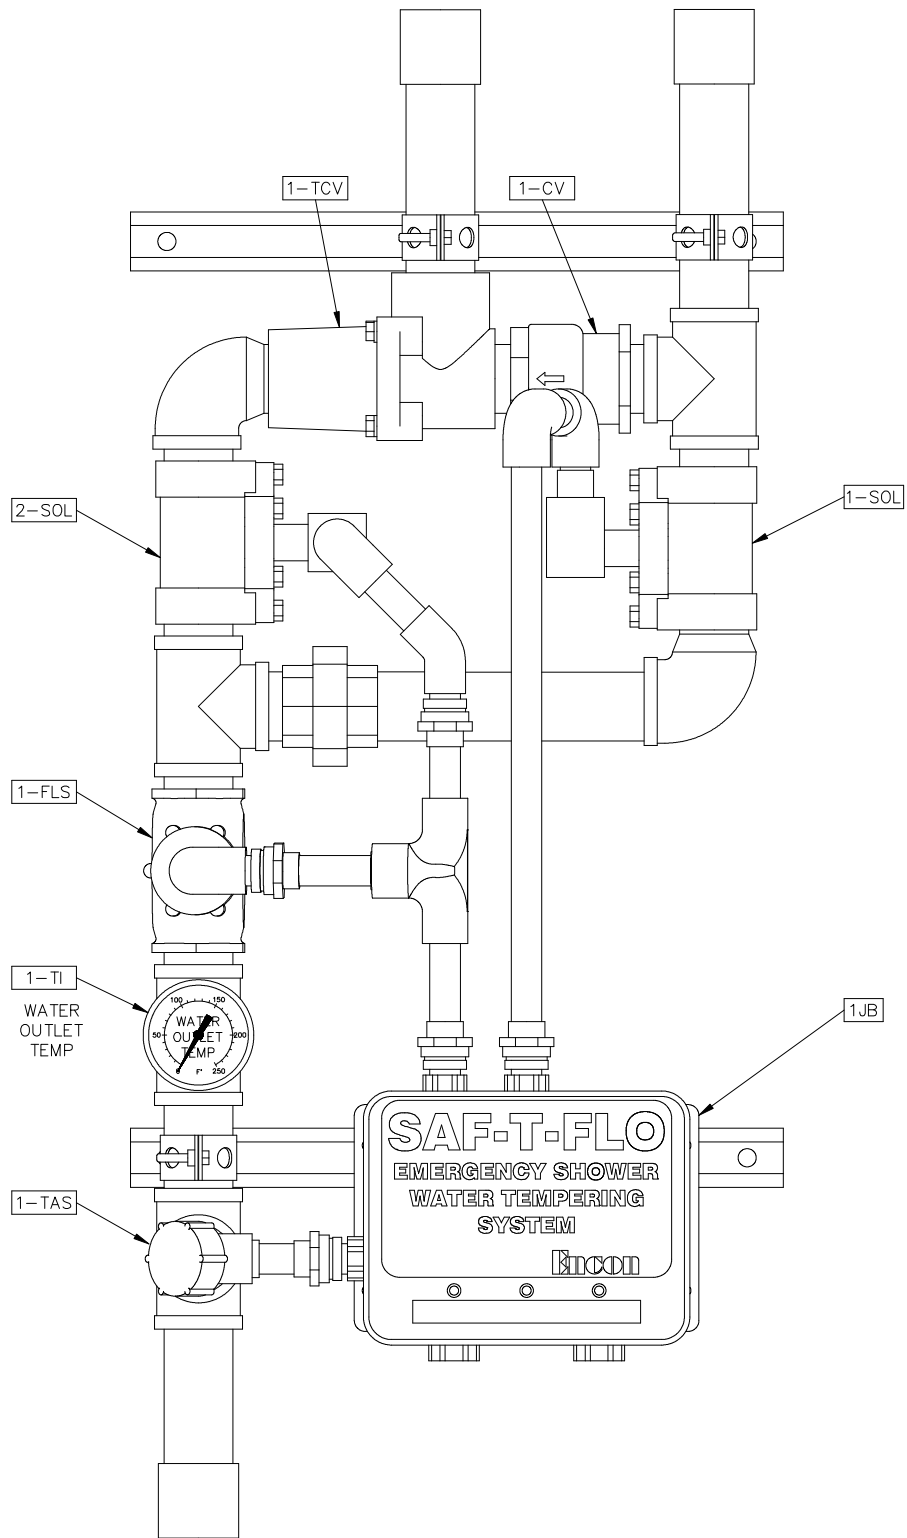 1-TCV
1-CV
2-SOL
1-SOL
1-FLS
1-TI
WATER
OUTLET
TEMP
100
150
50
200
0
250
F°
WATER
OUTLET
TEMP
1JB
SAF-T-FLO
EMERGENCY SHOWER
WATER TEMPERING
SYSTEM
Encon
1-TAS